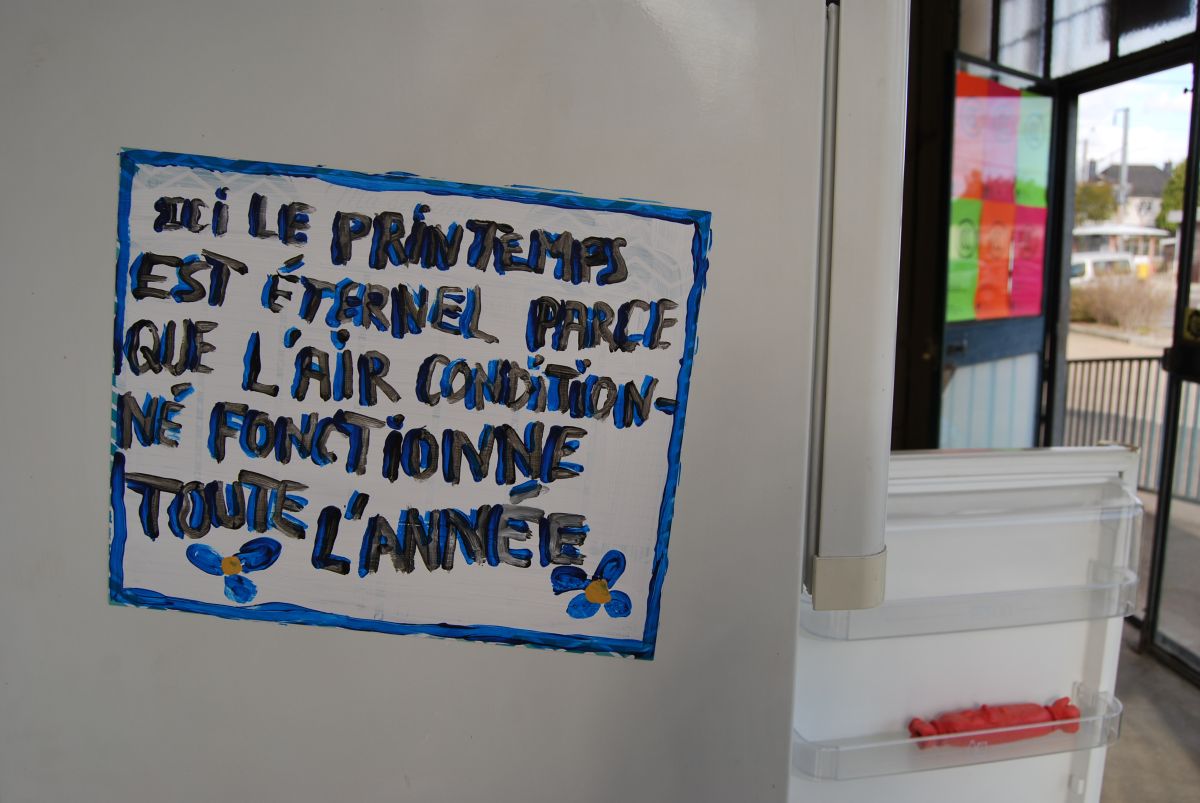 ICi LE PRiNTEMPS
EST ÉTERNEL PARCE
QUE L'AiR CONDiTiON-
NÉ FONCTiONNE
TOUTE L'ANNÉE